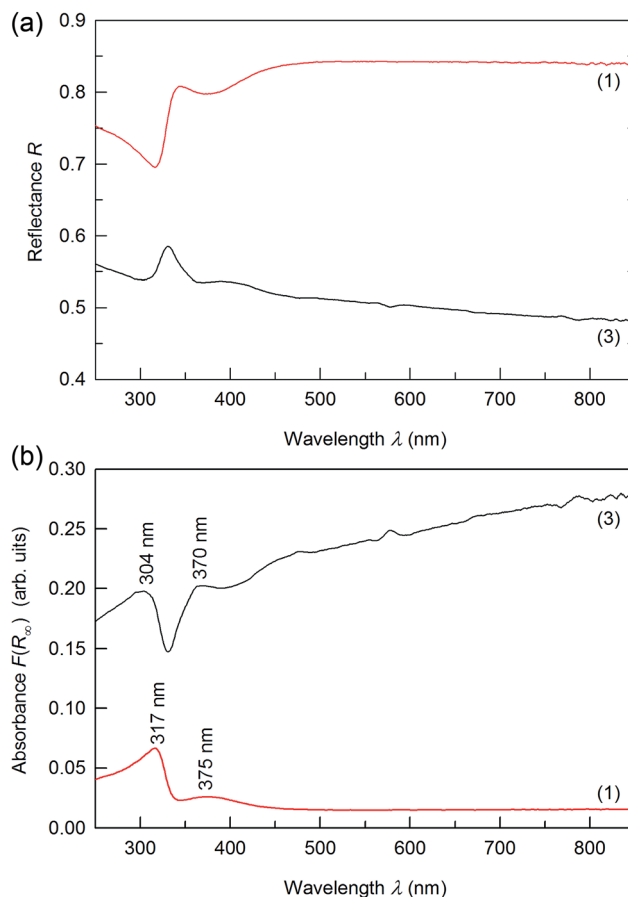 (a)
0.9
0.8
0.7
0.6
0.5
0.4
Reflectance R
(1)
(3)
300 400 500 600 700 800
Wavelength λ (nm)
(b)
0.30
0.25
0.20
0.15
0.10
0.05
0.00
Absorbance F(R∞) (arb. uits)
304 nm
370 nm
(3)
317 nm
375 nm
(1)
300 400 500 600 700 800
Wavelength λ (nm)